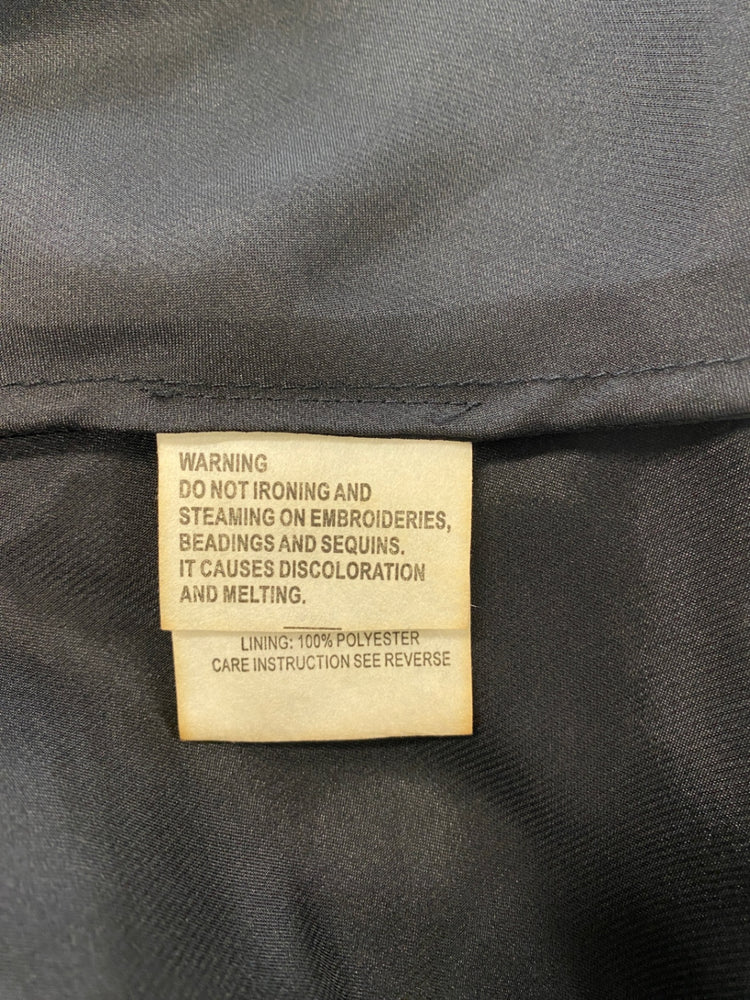 WARNING
DO NOT IRONING AND
STEAMING ON EMBROIDERIES,
BEADINGS AND SEQUINS.
IT CAUSES DISCOLORATION
AND MELTING.
LINING: 100% POLYESTER
CARE INSTRUCTION SEE REVERSE